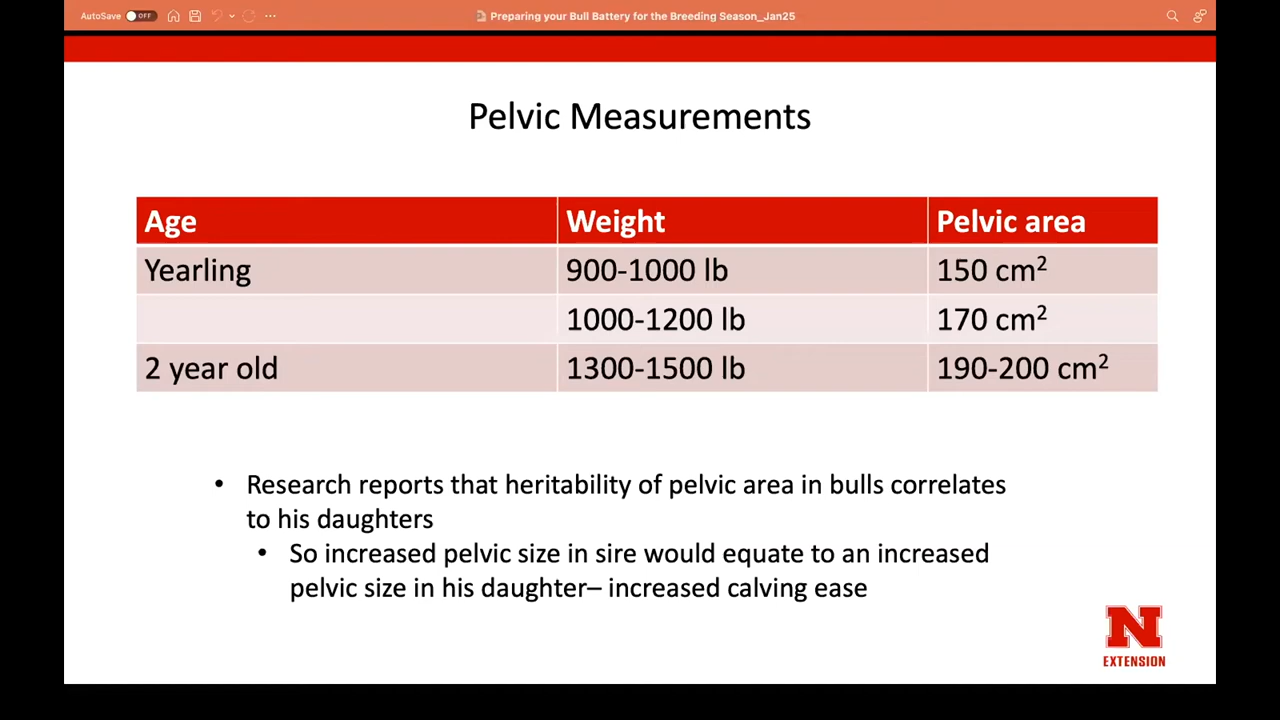 AutoSave OFF
Preparing your Bull Battery for the Breeding Season_Jan25
Pelvic Measurements
Age Weight Pelvic area
Yearling 900-1000 lb 150 cm²
1000-1200 lb 170 cm²
2 year old 1300-1500 lb 190-200 cm²
• Research reports that heritability of pelvic area in bulls correlates
to his daughters
• So increased pelvic size in sire would equate to an increased
pelvic size in his daughter– increased calving ease
N
EXTENSION